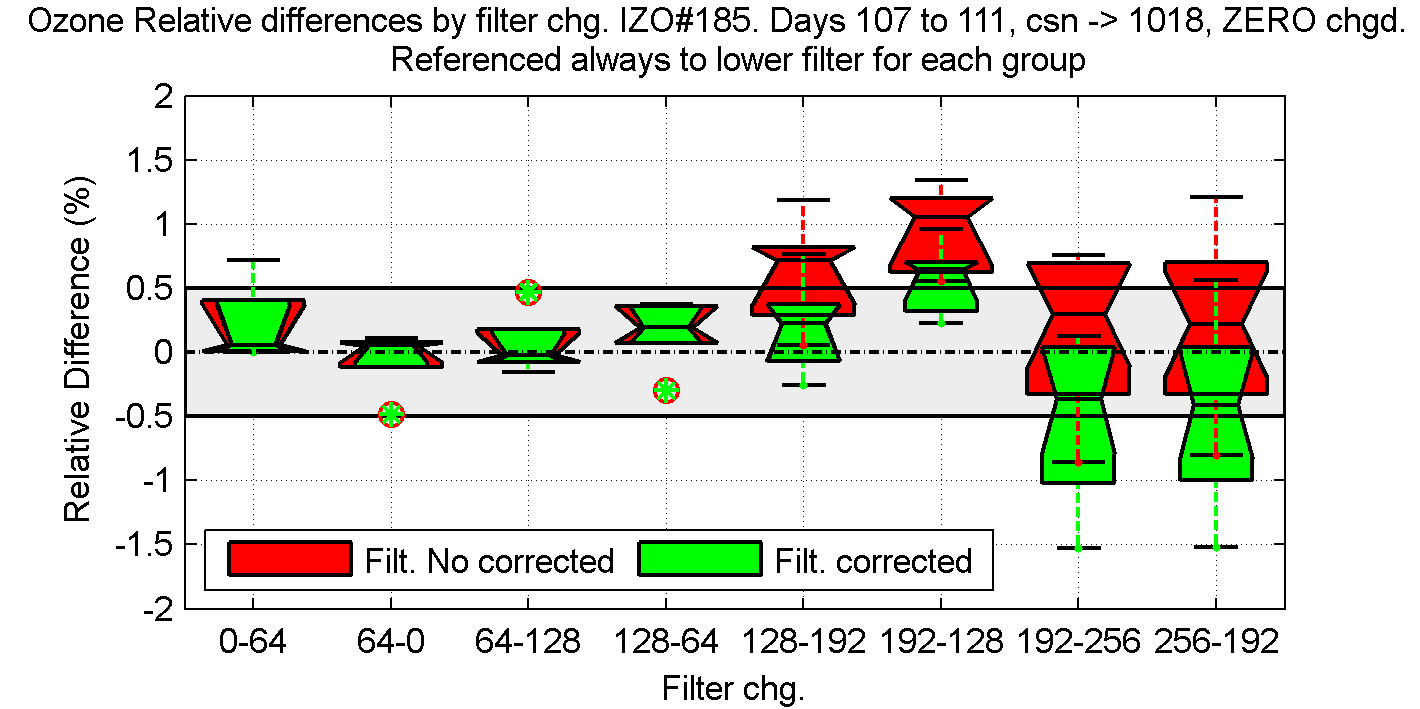 Ozone Relative differences by filter chg. IZO#185. Days 107 to 111, csn -> 1018, ZERO chgd.
Referenced always to lower filter for each group
Relative Difference (%)
2
1.5
1
0.5
0
-0.5
-1
-1.5
-2
Filt. No corrected
Filt. corrected
0-64
64-0
64-128
128-64
128-192
192-128
192-256
256-192
Filter chg.